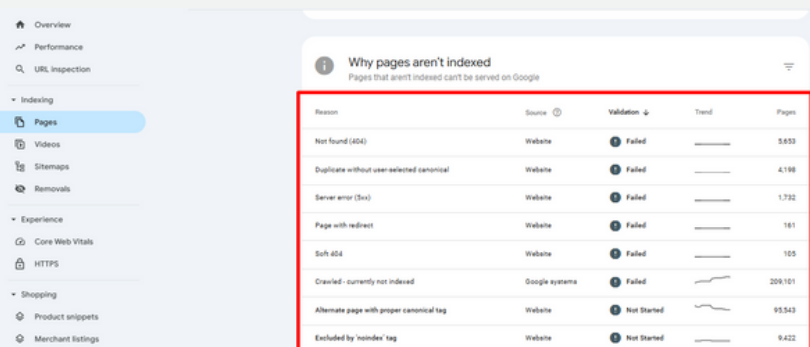 Overview
Performance
URL inspection
Indexing
Pages
Videos
Sitemaps
Removals
Experience
Core Web Vitals
HTTPS
Shopping
Product snippets
Merchant listings
Why pages aren't indexed
Pages that aren't indexed can't be served on Google
Reason Source Validation Trend Pages
Not found (404) Website Failed 5,653
Duplicate without user-selected canonical Website Failed 4,198
Server error (5xx) Website Failed 1,732
Page with redirect Website Failed 161
Soft 404 Website Failed 105
Crawled - currently not indexed Google systems Failed 209,101
Alternate page with proper canonical tag Website Not Started 95,543
Excluded by 'noindex' tag Website Not Started 9,422